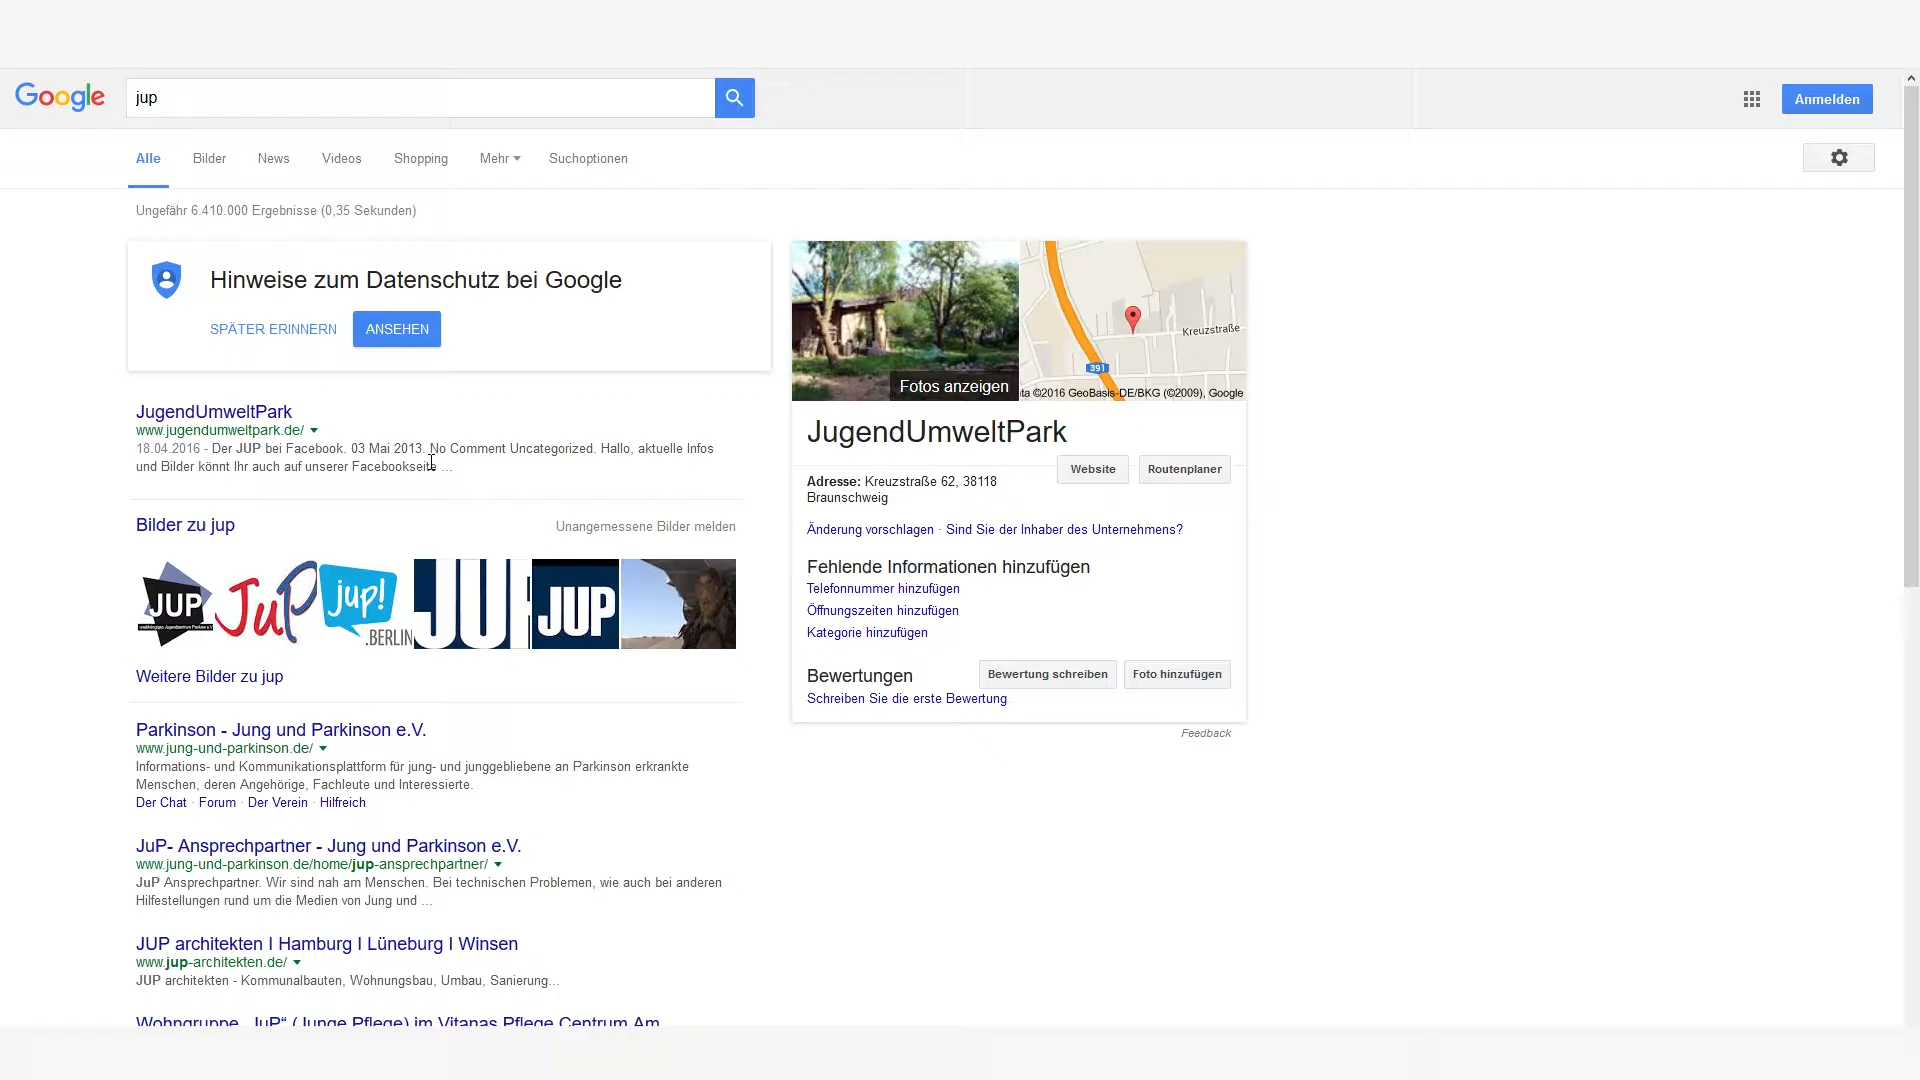 Google
jup
Anmelden
Alle
Bilder
News
Videos
Shopping
Mehr
Suchoptionen
Ungefähr 6.410.000 Ergebnisse (0,35 Sekunden)
Hinweise zum Datenschutz bei Google
SPÄTER ERINNERN
ANSEHEN
JugendUmweltPark
www.jugendumweltpark.de/
18.04.2016 - Der JUP bei Facebook. 03 Mai 2013. No Comment Uncategorized. Hallo, aktuelle Infos
und Bilder könnt Ihr auch auf unserer Facebookseite ...
Bilder zu jup
Unangemessene Bilder melden
JUP
JuP
jup!
.BERLIN
JUP
Weitere Bilder zu jup
Parkinson - Jung und Parkinson e.V.
www.jung-und-parkinson.de/
Informations- und Kommunikationsplattform für jung- und junggebliebene an Parkinson erkrankte
Menschen, deren Angehörige, Fachleute und Interessierte.
Der Chat · Forum · Der Verein · Hilfreich
JuP- Ansprechpartner - Jung und Parkinson e.V.
www.jung-und-parkinson.de/home/jup-ansprechpartner/
JuP Ansprechpartner. Wir sind nah am Menschen. Bei technischen Problemen, wie auch bei anderen
Hilfestellungen rund um die Medien von Jung und ...
JUP architekten I Hamburg I Lüneburg I Winsen
www.jup-architekten.de/
JUP architekten - Kommunalbauten, Wohnungsbau, Umbau, Sanierung...
Wohngruppe „JuP“ (Junge Pflege) im Vitanas Pflege Centrum Am
Fotos anzeigen
391
Kreuzstraße
ta ©2016 GeoBasis-DE/BKG (©2009), Google
JugendUmweltPark
Website
Routenplaner
Adresse: Kreuzstraße 62, 38118
Braunschweig
Änderung vorschlagen · Sind Sie der Inhaber des Unternehmens?
Fehlende Informationen hinzufügen
Telefonnummer hinzufügen
Öffnungszeiten hinzufügen
Kategorie hinzufügen
Bewertungen
Bewertung schreiben
Foto hinzufügen
Schreiben Sie die erste Bewertung
Feedback